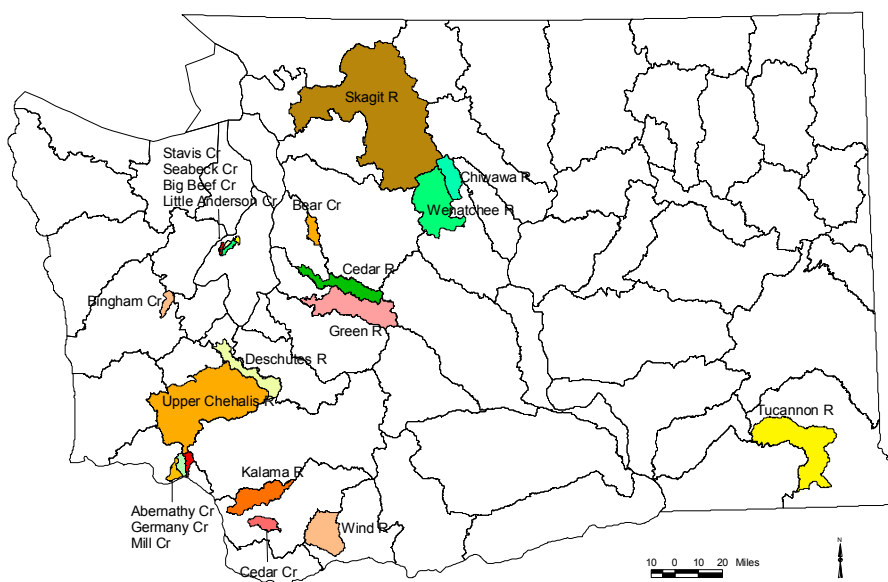 Skagit R
Stavis Cr
Seabeck Cr
Big Beef Cr
Little Anderson Cr
Chiwawa R
Bear Cr
Wenatchee R
Cedar R
Bingham Cr
Green R
Deschutes R
Upper Chehalis R
Tucannon R
Kalama R
Abernathy Cr
Germany Cr
Mill Cr
Wind R
Cedar Cr
N
10 0 10 20 Miles